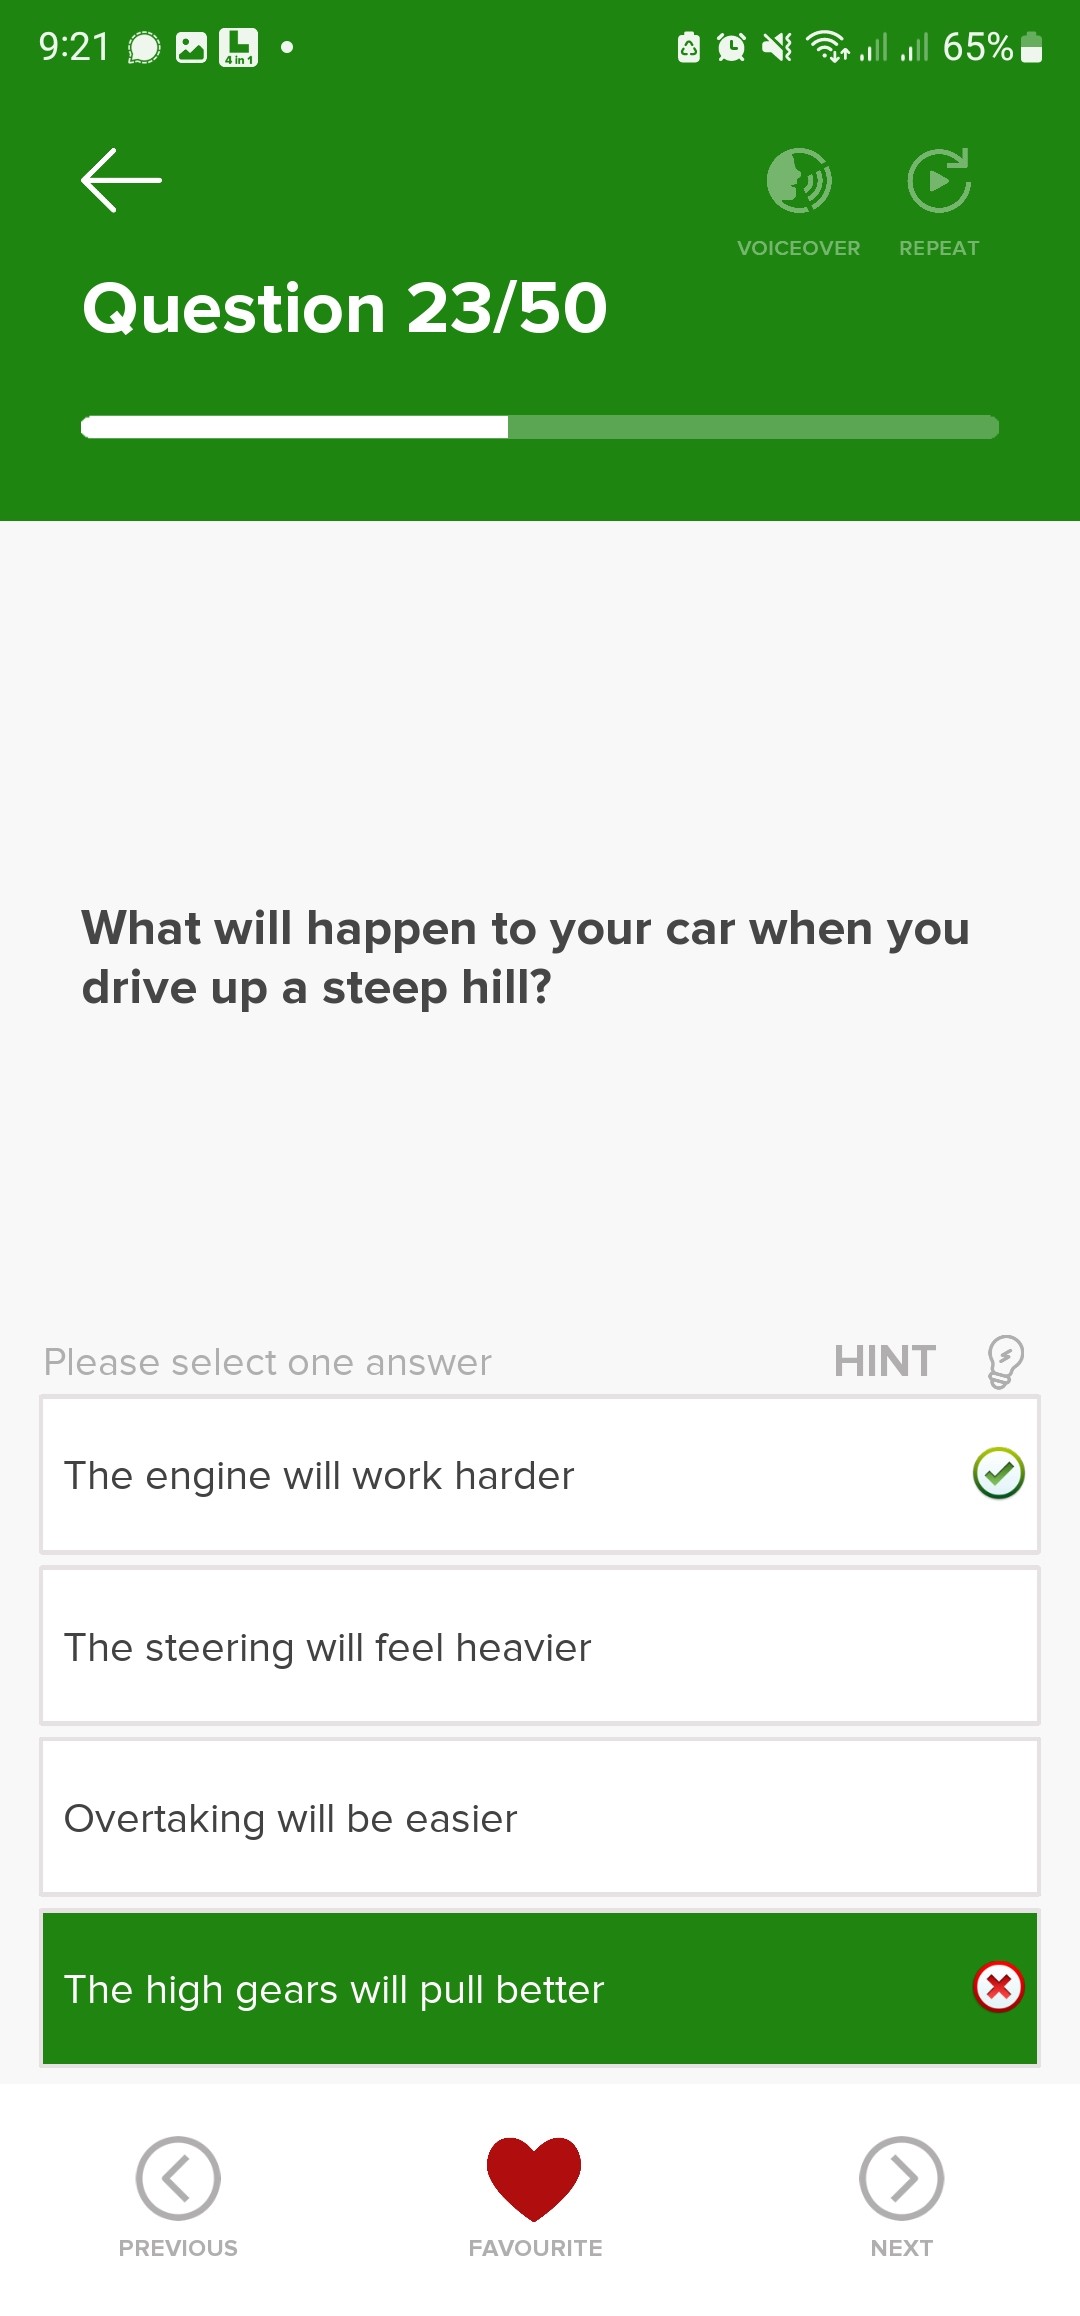 9:21
4 in 1
65%
VOICEOVER
REPEAT
Question 23/50
What will happen to your car when you
drive up a steep hill?
Please select one answer
HINT
The engine will work harder
The steering will feel heavier
Overtaking will be easier
The high gears will pull better
PREVIOUS
FAVOURITE
NEXT